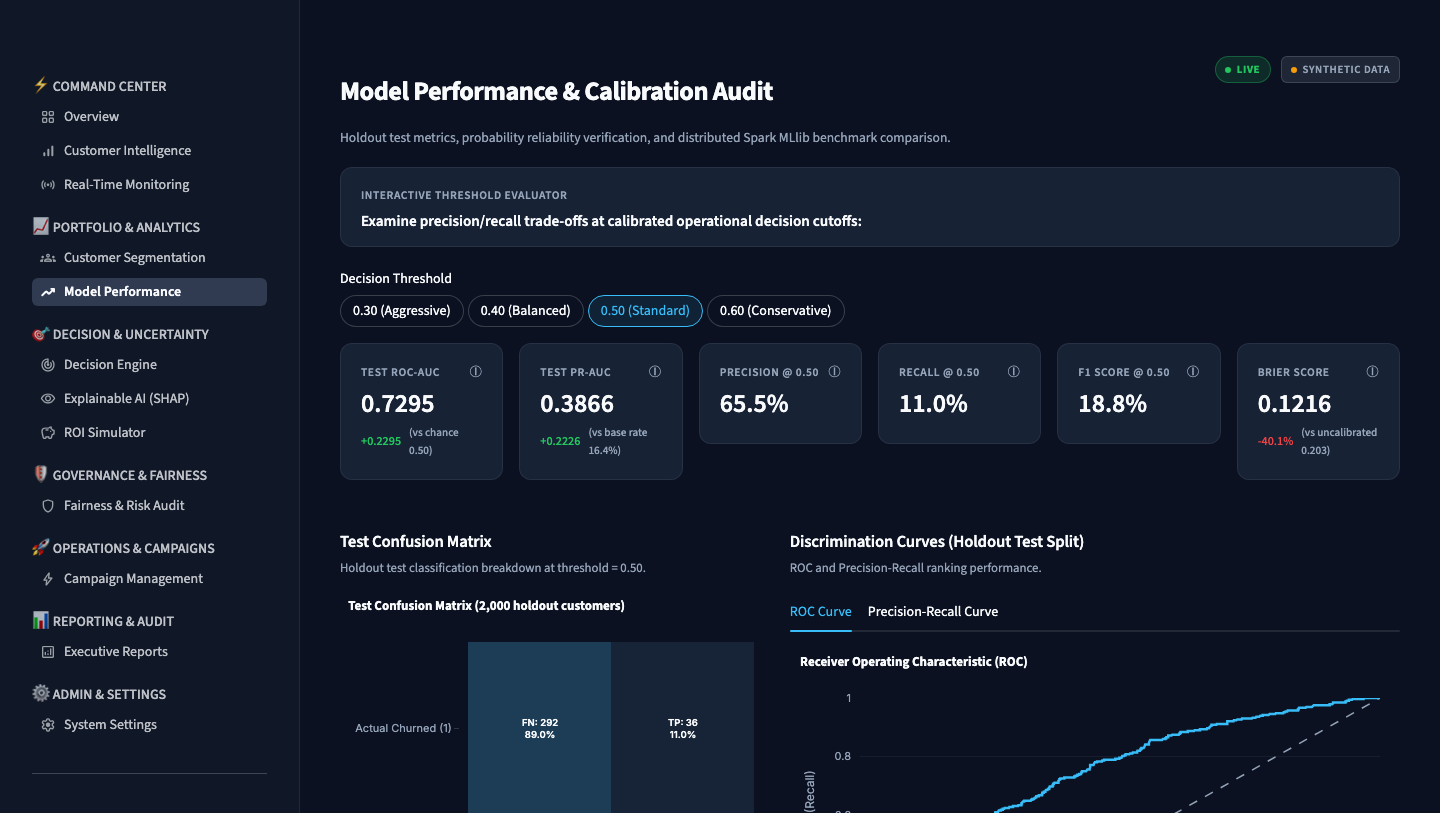 ⚡ COMMAND CENTER
Overview
Customer Intelligence
Real-Time Monitoring
📈 PORTFOLIO & ANALYTICS
Customer Segmentation
Model Performance
🎯 DECISION & UNCERTAINTY
Decision Engine
Explainable AI (SHAP)
ROI Simulator
🛡️ GOVERNANCE & FAIRNESS
Fairness & Risk Audit
🚀 OPERATIONS & CAMPAIGNS
Campaign Management
📊 REPORTING & AUDIT
Executive Reports
⚙️ ADMIN & SETTINGS
System Settings
LIVE
SYNTHETIC DATA
Model Performance & Calibration Audit
Holdout test metrics, probability reliability verification, and distributed Spark MLlib benchmark comparison.
INTERACTIVE THRESHOLD EVALUATOR
Examine precision/recall trade-offs at calibrated operational decision cutoffs:
Decision Threshold
0.30 (Aggressive)
0.40 (Balanced)
0.50 (Standard)
0.60 (Conservative)
TEST ROC-AUC
0.7295
+0.2295 (vs chance
0.50)
TEST PR-AUC
0.3866
+0.2226 (vs base rate
16.4%)
PRECISION @ 0.50
65.5%
RECALL @ 0.50
11.0%
F1 SCORE @ 0.50
18.8%
BRIER SCORE
0.1216
-40.1% (vs uncalibrated
0.203)
Test Confusion Matrix
Holdout test classification breakdown at threshold = 0.50.
Test Confusion Matrix (2,000 holdout customers)
Actual Churned (1)
FN: 292
89.0%
TP: 36
11.0%
Discrimination Curves (Holdout Test Split)
ROC and Precision-Recall ranking performance.
ROC Curve
Precision-Recall Curve
Receiver Operating Characteristic (ROC)
1
0.8
(Recall)